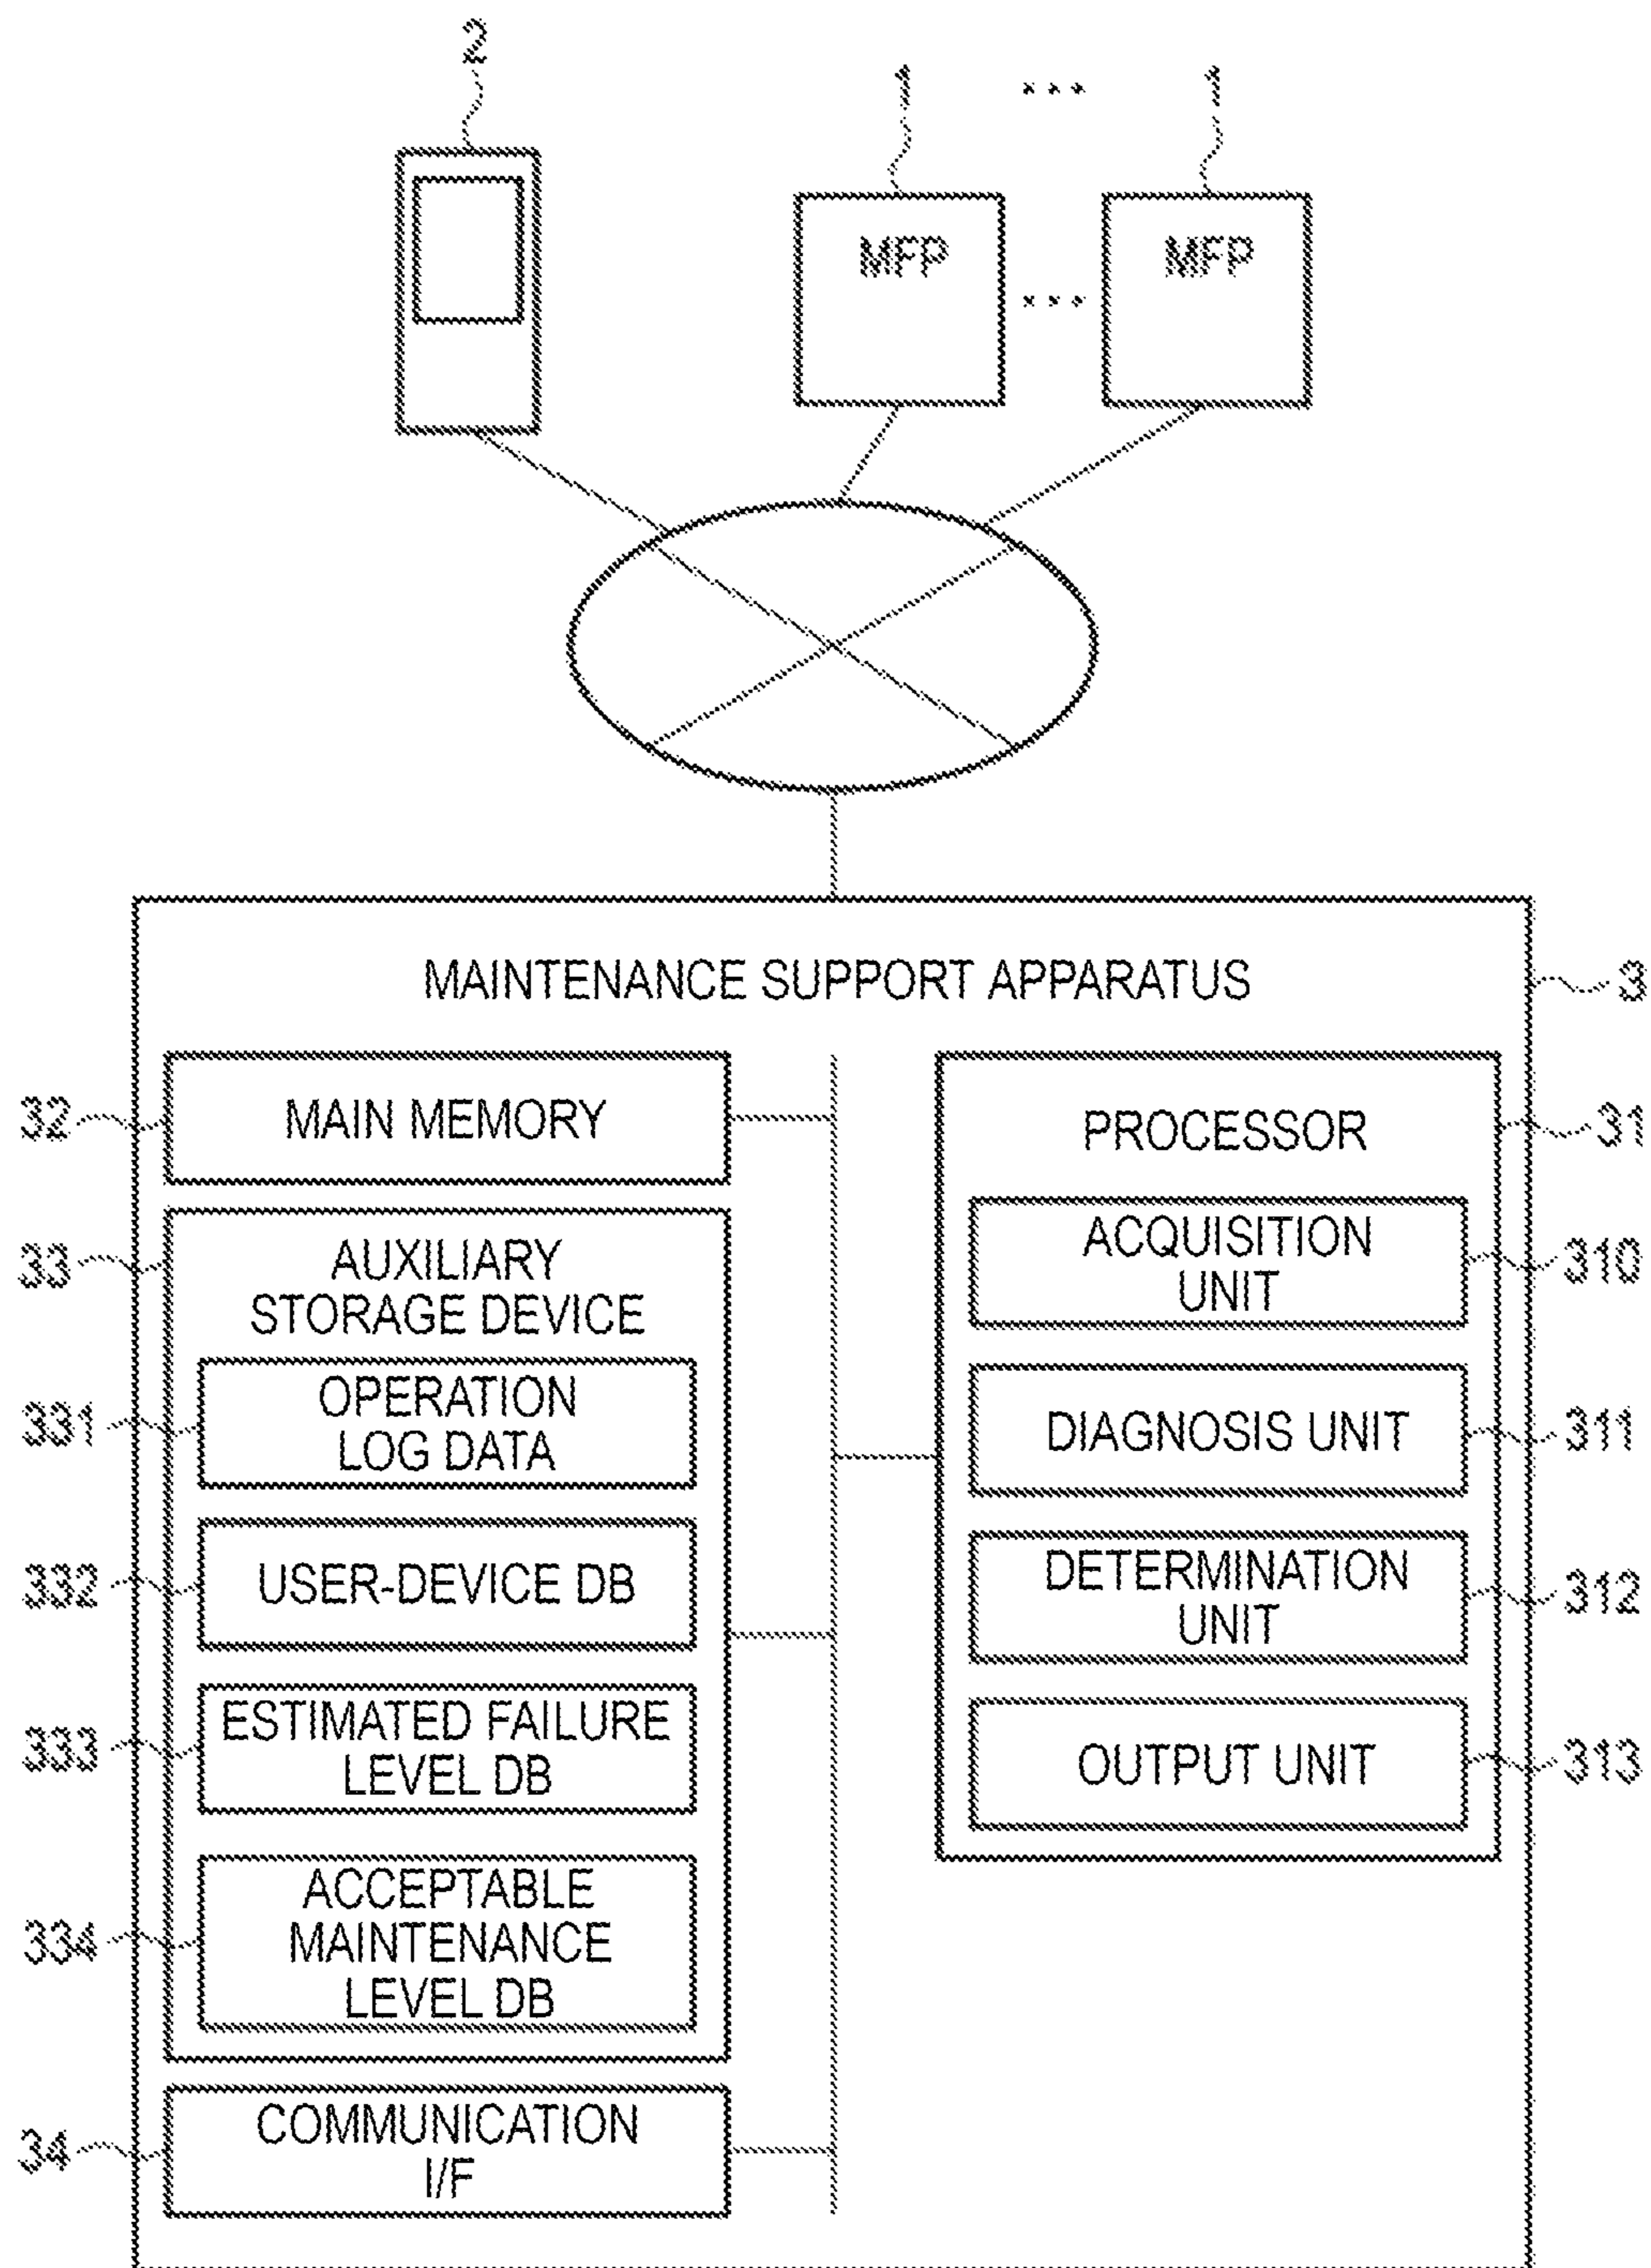 2
1 ... 1
MFP ... MFP
MAINTENANCE SUPPORT APPARATUS
3
32
MAIN MEMORY
33
AUXILIARY
STORAGE DEVICE
331
OPERATION
LOG DATA
332
USER-DEVICE DB
333
ESTIMATED FAILURE
LEVEL DB
334
ACCEPTABLE
MAINTENANCE
LEVEL DB
34
COMMUNICATION
I/F
PROCESSOR
31
ACQUISITION
UNIT
310
DIAGNOSIS UNIT
311
DETERMINATION
UNIT
312
OUTPUT UNIT
313